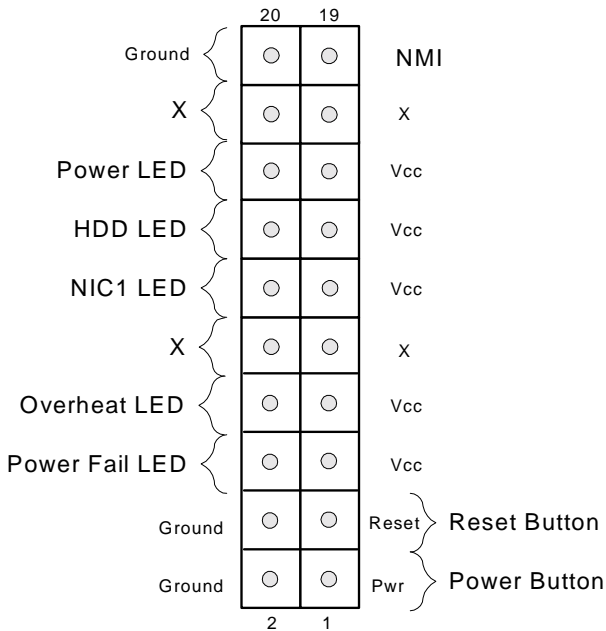 20 19
Ground NMI
X X
Power LED Vcc
HDD LED Vcc
NIC1 LED Vcc
X X
Overheat LED Vcc
Power Fail LED Vcc
Ground Reset Reset Button
Ground Pwr Power Button
2 1